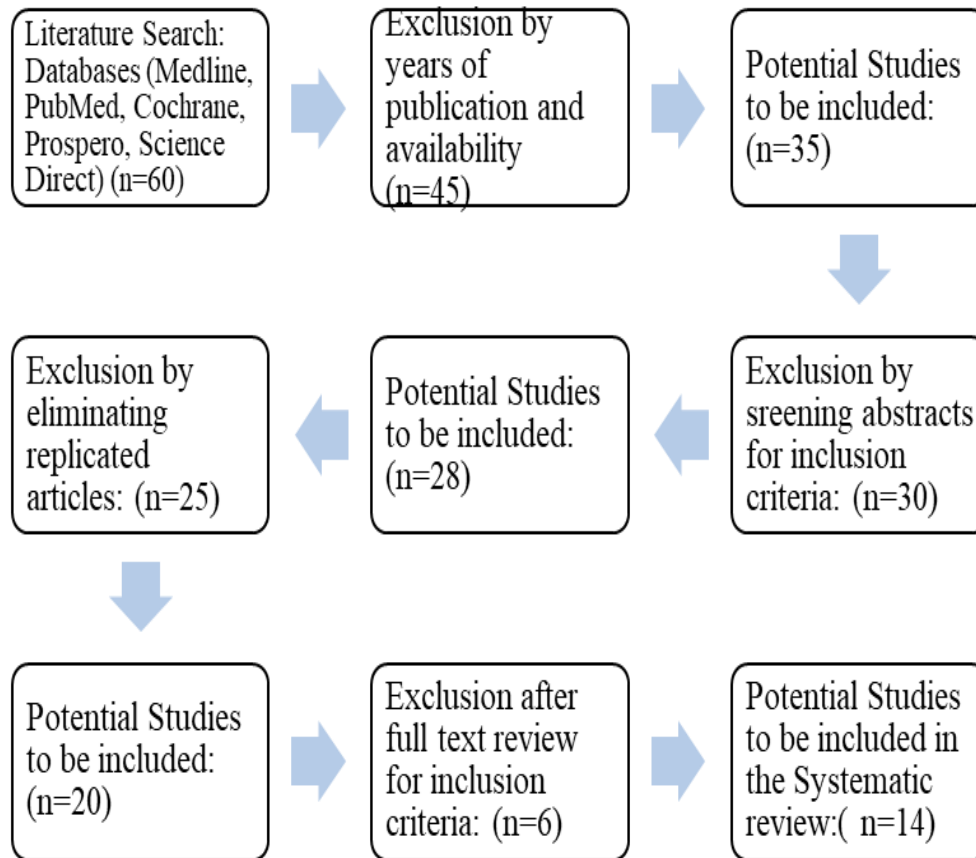 Literature Search:
Databases (Medline,
PubMed, Cochrane,
Prospero, Science
Direct) (n=60)
Exclusion by
years of
publication and
availability
(n=45)
Potential Studies
to be included:
(n=35)
Exclusion by
sreening abstracts
for inclusion
criteria: (n=30)
Potential Studies
to be included:
(n=28)
Exclusion by
eliminating
replicated
articles: (n=25)
Potential Studies
to be included:
(n=20)
Exclusion after
full text review
for inclusion
criteria: (n=6)
Potential Studies
to be included in
the Systematic
review:( n=14)